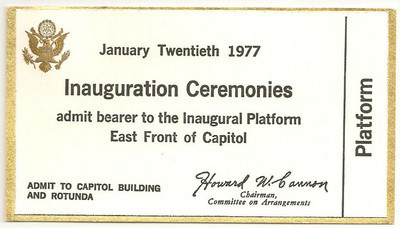 January Twentieth 1977
Inauguration Ceremonies
admit bearer to the Inaugural Platform
East Front of Capitol
Platform
ADMIT TO CAPITOL BUILDING
AND ROTUNDA
Howard W. Cannon
Chairman,
Committee on Arrangements